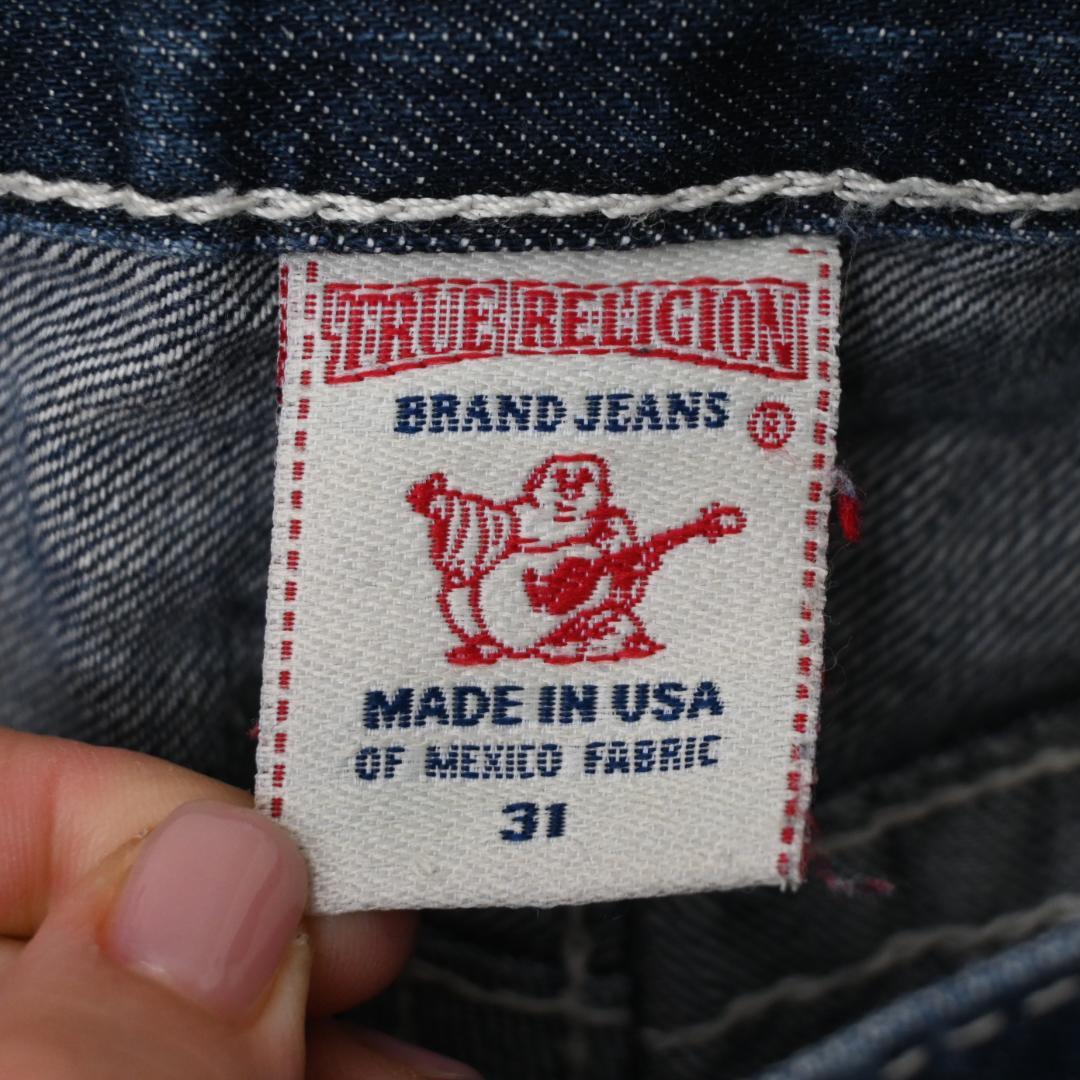 TRUE RELIGION
BRAND JEANS ®
MADE IN USA
OF MEXICO FABRIC
31